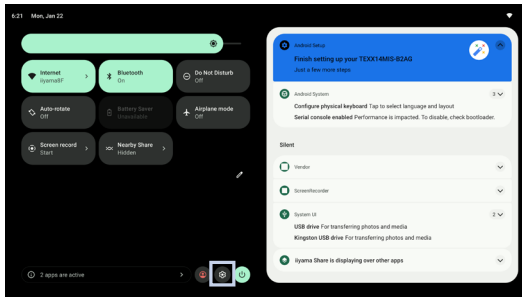 6:21 Mon, Jan 22
Internet
iiyamaRF
Bluetooth
On
Do Not Disturb
Off
Auto-rotate
Off
Battery Saver
Unavailable
Airplane mode
Off
Screen record
Start
Nearby Share
Hidden
2 apps are active
Android Setup
Finish setting up your TEXX14MIS-B2AG
Just a few more steps
Android System
3
Configure physical keyboard Tap to select language and layout
Serial console enabled Performance is impacted. To disable, check bootloader.
Silent
Vendor
ScreenRecorder
System UI
2
USB drive For transferring photos and media
Kingston USB drive For transferring photos and media
iiyama Share is displaying over other apps